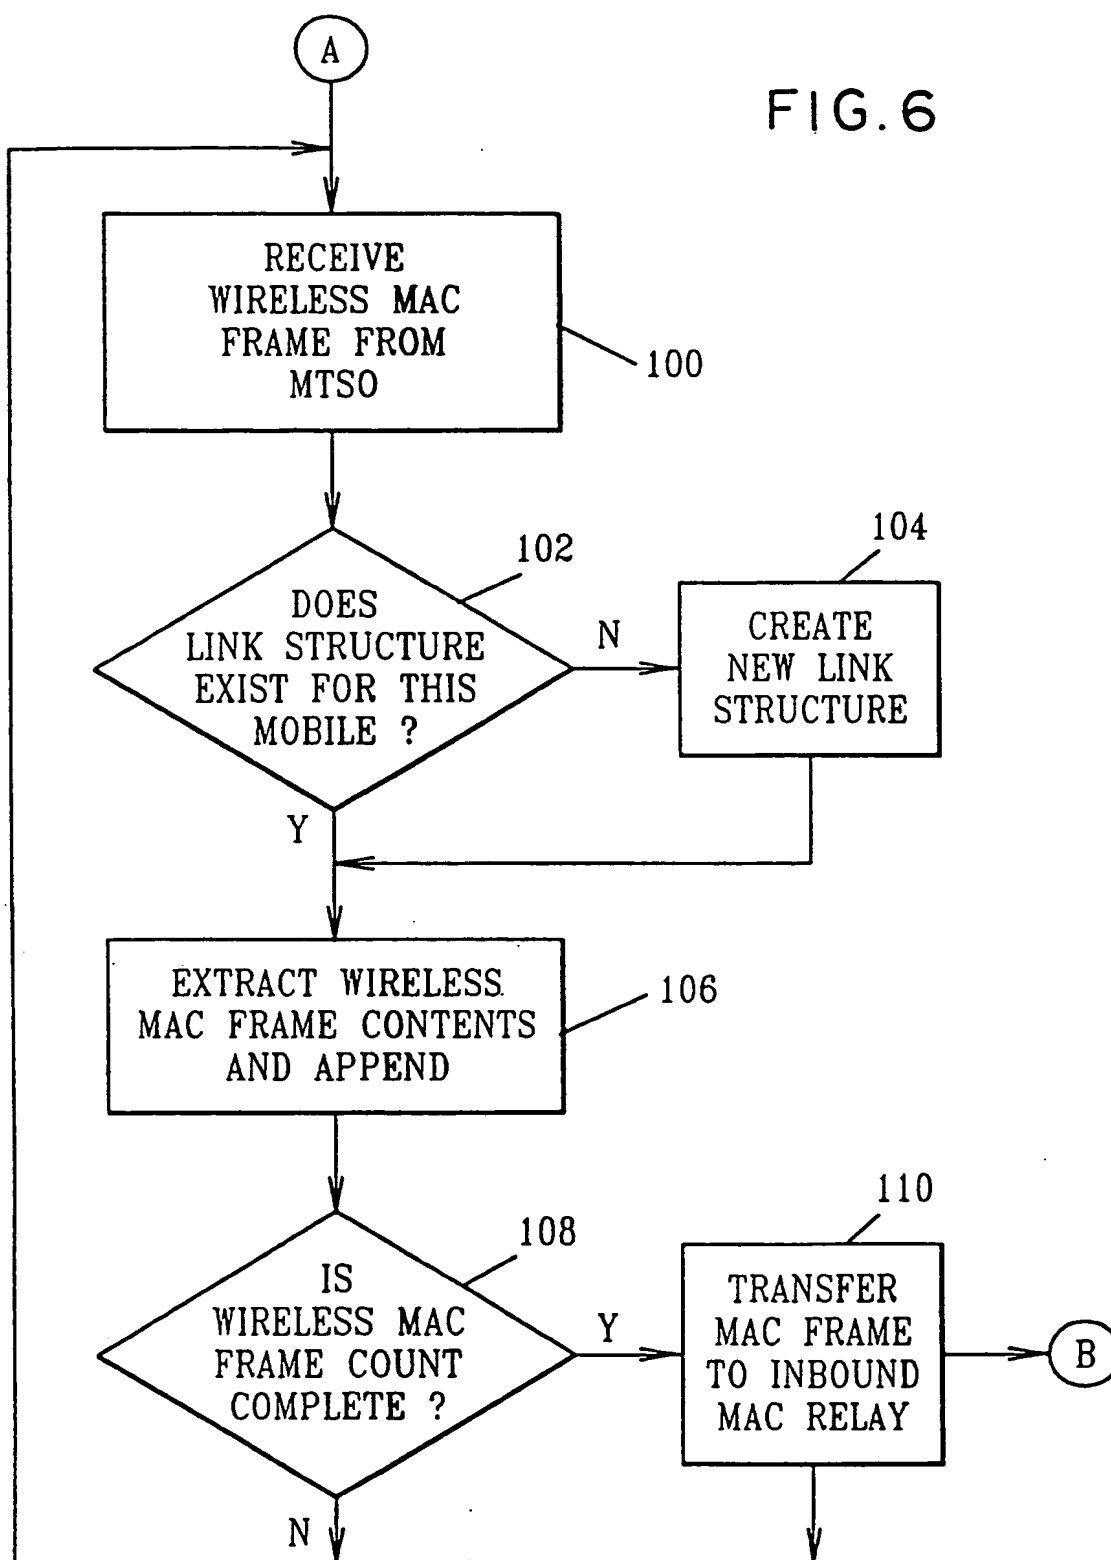 A
FIG. 6
RECEIVE
WIRELESS MAC
FRAME FROM
MTSO
100
102
DOES
LINK STRUCTURE
EXIST FOR THIS
MOBILE ?
N
104
CREATE
NEW LINK
STRUCTURE
Y
EXTRACT WIRELESS
MAC FRAME CONTENTS
AND APPEND
106
108
IS
WIRELESS MAC
FRAME COUNT
COMPLETE ?
Y
110
TRANSFER
MAC FRAME
TO INBOUND
MAC RELAY
B
N